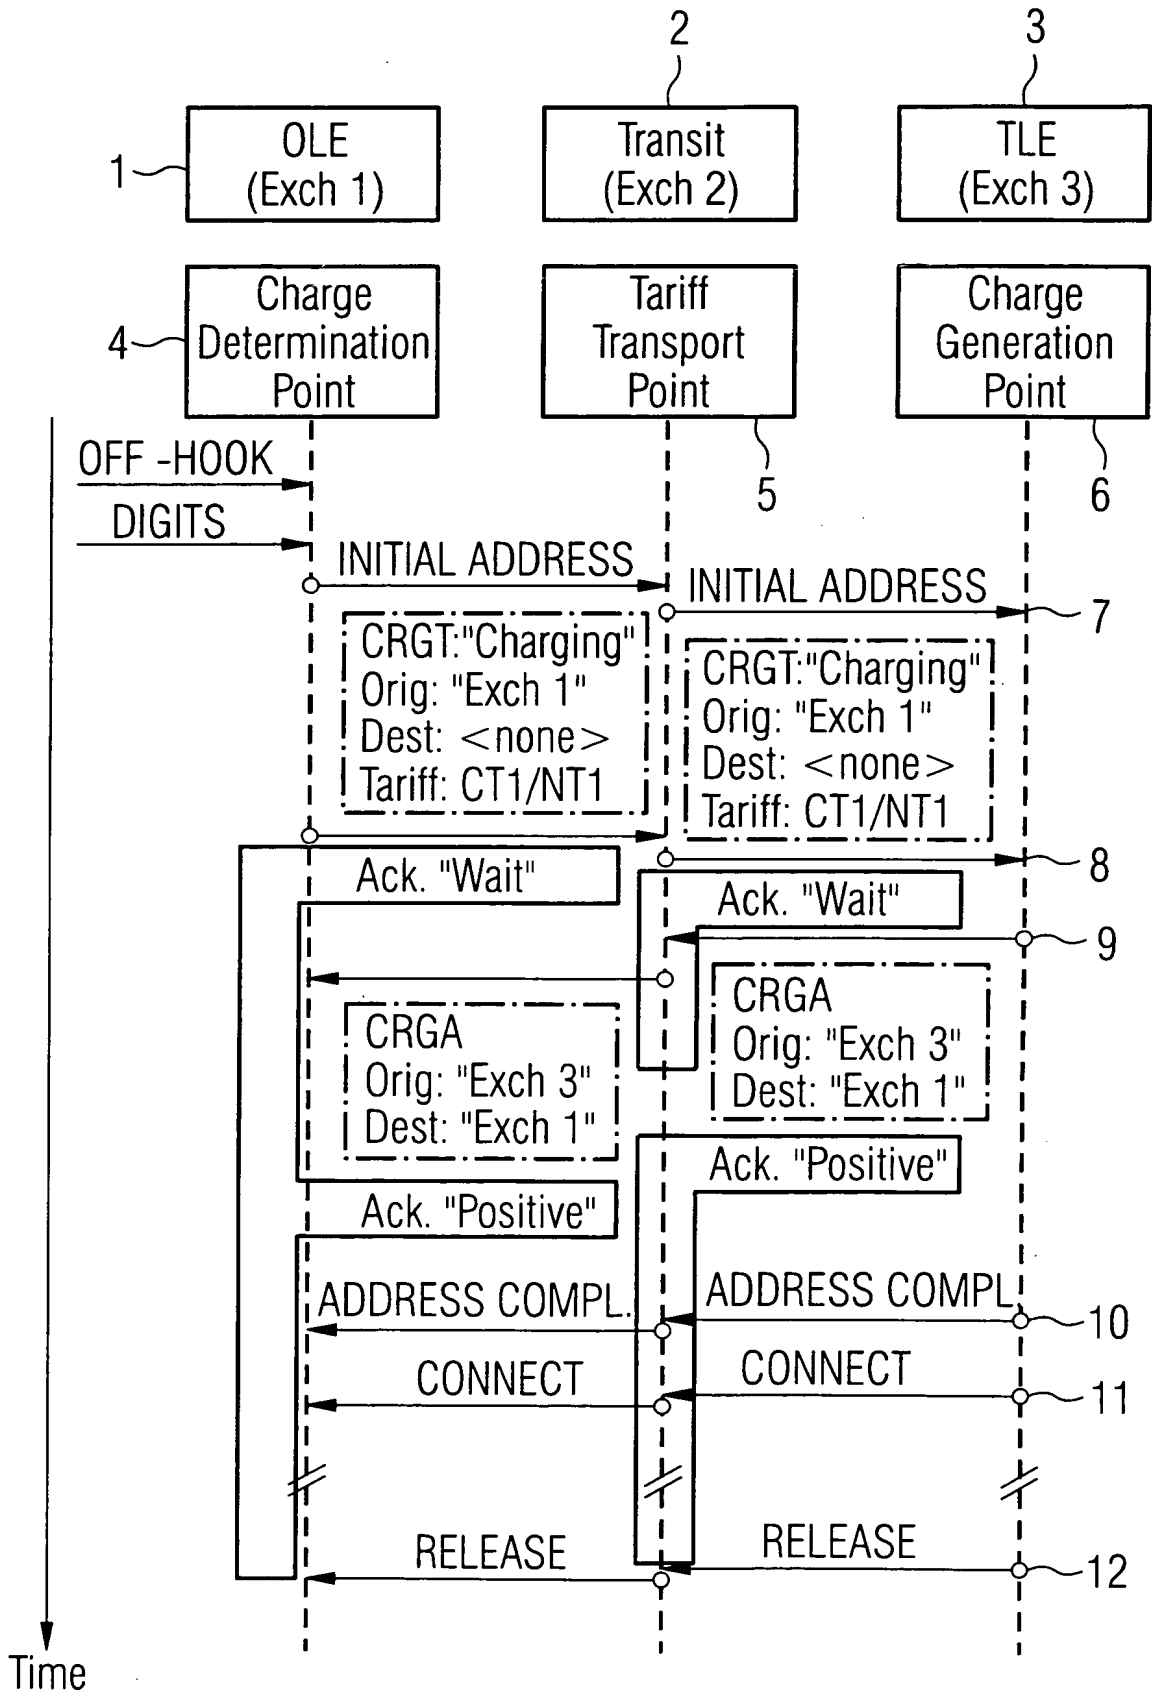 2
3
1
OLE
(Exch 1)
Transit
(Exch 2)
TLE
(Exch 3)
4
Charge
Determination
Point
Tariff
Transport
Point
Charge
Generation
Point
5
6
OFF -HOOK
DIGITS
INITIAL ADDRESS
INITIAL ADDRESS
7
CRGT:"Charging"
Orig: "Exch 1"
Dest: <none>
Tariff: CT1/NT1
CRGT:"Charging"
Orig: "Exch 1"
Dest: <none>
Tariff: CT1/NT1
8
Ack. "Wait"
Ack. "Wait"
9
CRGA
Orig: "Exch 3"
Dest: "Exch 1"
CRGA
Orig: "Exch 3"
Dest: "Exch 1"
Ack. "Positive"
Ack. "Positive"
ADDRESS COMPL.
ADDRESS COMPL.
10
CONNECT
CONNECT
11
RELEASE
RELEASE
12
Time